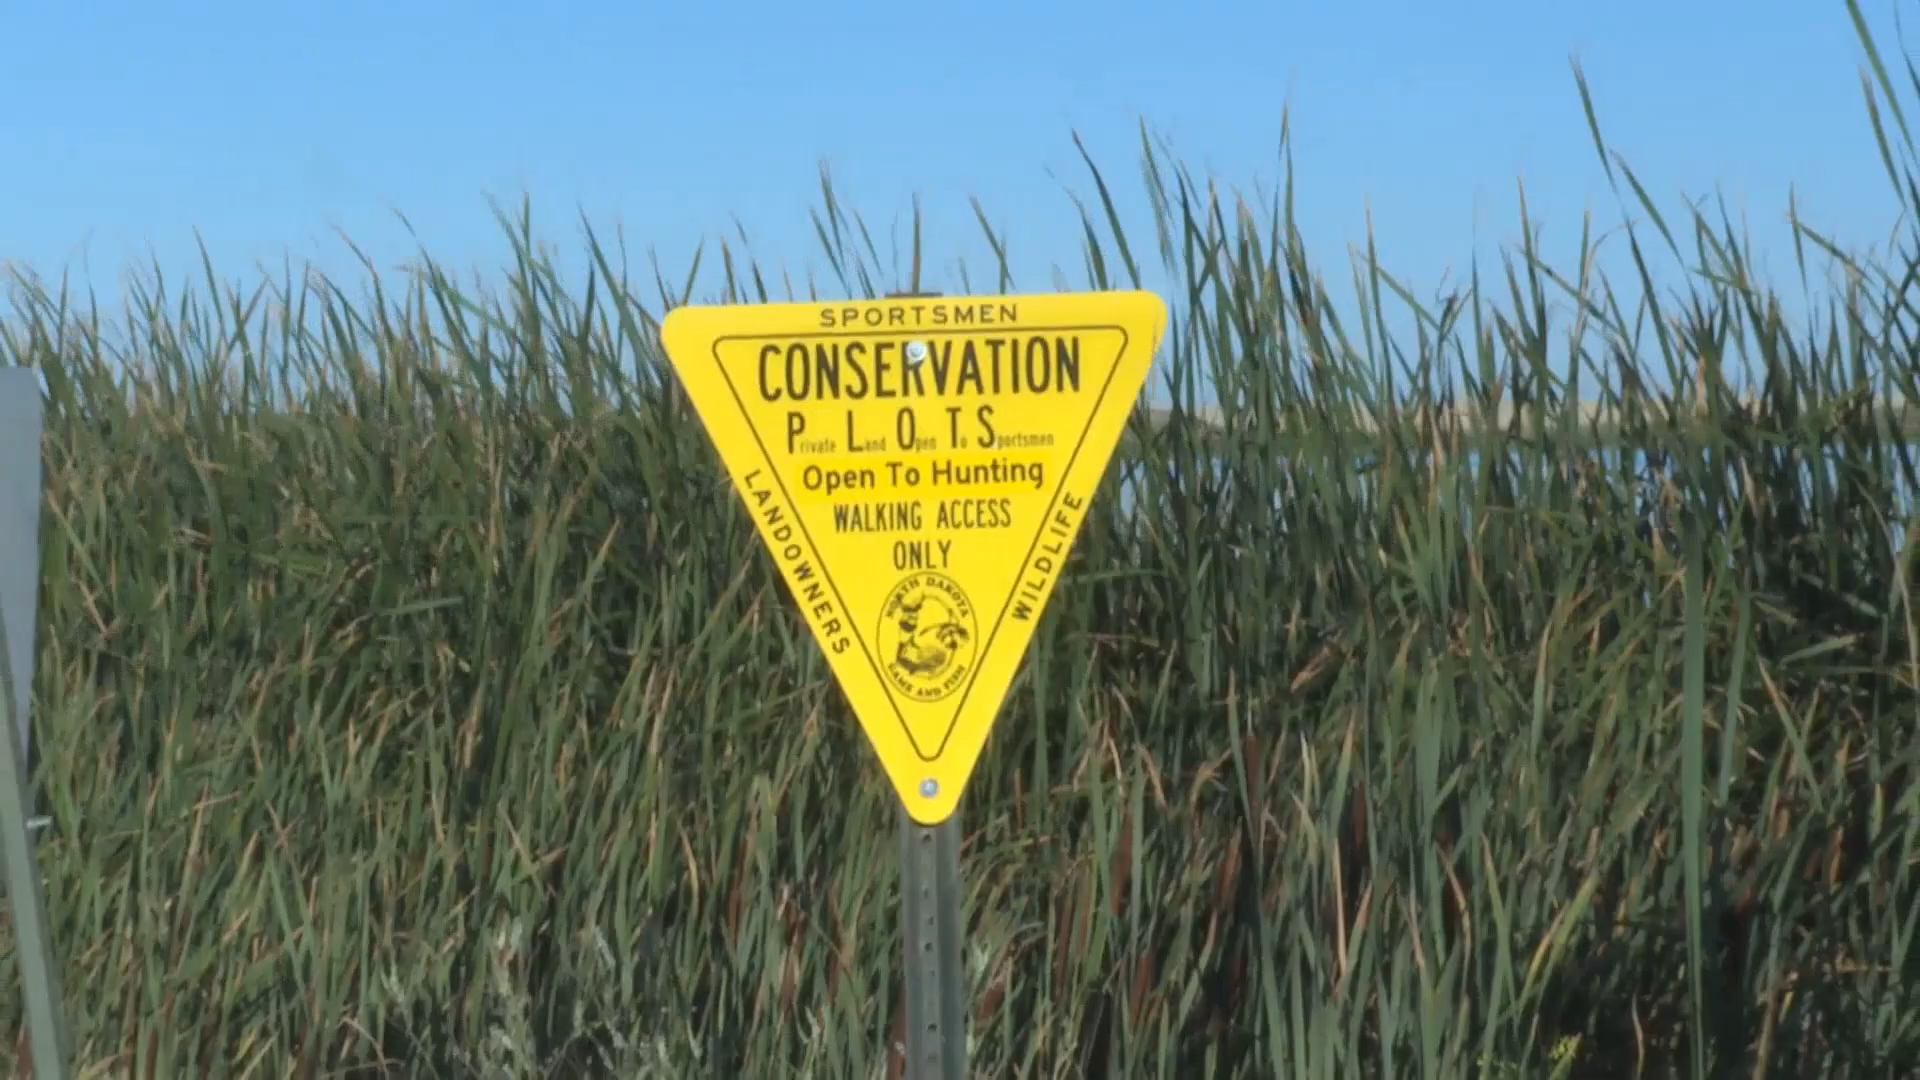 SPORTSMEN
CONSERVATION
Private Land Open To Sportsmen
Open To Hunting
WALKING ACCESS
ONLY
LANDOWNERS
WILDLIFE
NORTH DAKOTA
GAME AND FISH